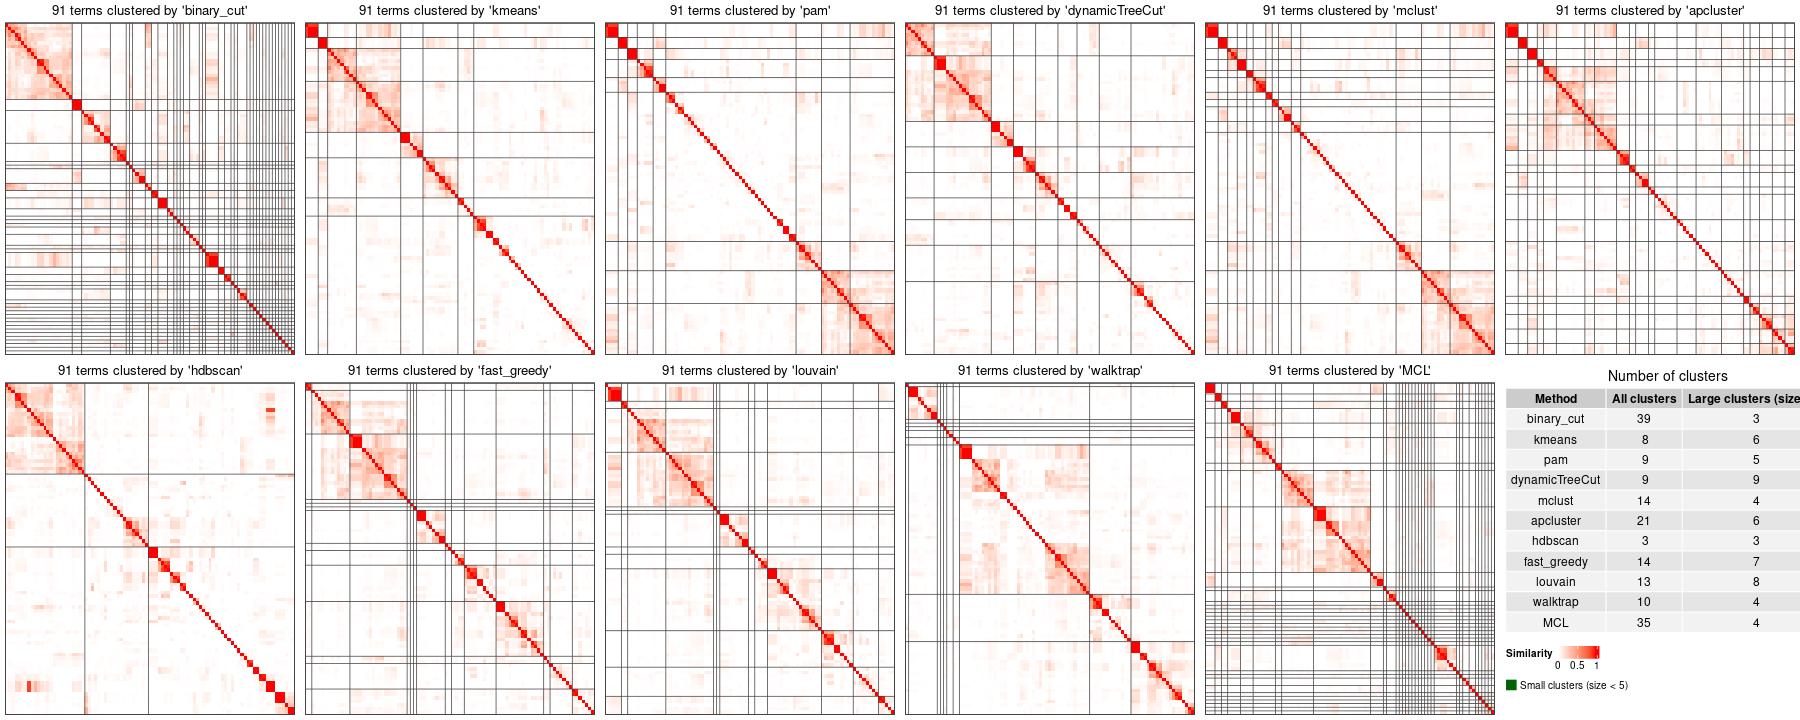 91 terms clustered by 'binary_cut'
91 terms clustered by 'kmeans'
91 terms clustered by 'pam'
91 terms clustered by 'dynamicTreeCut'
91 terms clustered by 'mclust'
91 terms clustered by 'apcluster'
91 terms clustered by 'hdbscan'
91 terms clustered by 'fast_greedy'
91 terms clustered by 'louvain'
91 terms clustered by 'walktrap'
91 terms clustered by 'MCL'
Number of clusters
Method All clusters Large clusters (size
binary_cut 39 3
kmeans 8 6
pam 9 5
dynamicTreeCut 9 9
mclust 14 4
apcluster 21 6
hdbscan 3 3
fast_greedy 14 7
louvain 13 8
walktrap 10 4
MCL 35 4
Similarity
0 0.5 1
Small clusters (size < 5)